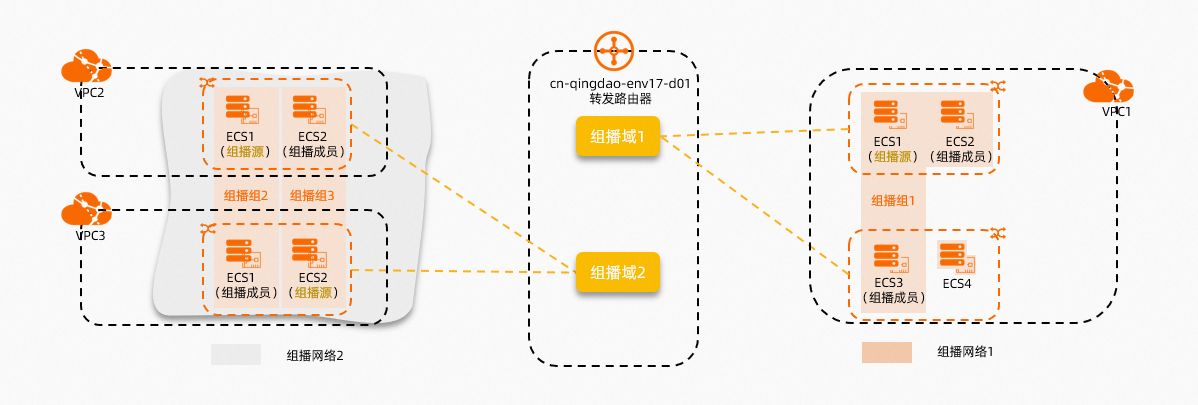 VPC2
ECS1
（组播源）
ECS2
（组播成员）
组播组2
组播组3
VPC3
ECS1
（组播成员）
ECS2
（组播源）
组播网络2
cn-qingdao-env17-d01
转发路由器
组播域1
组播域2
VPC1
ECS1
（组播源）
ECS2
（组播成员）
组播组1
ECS3
（组播成员）
ECS4
组播网络1